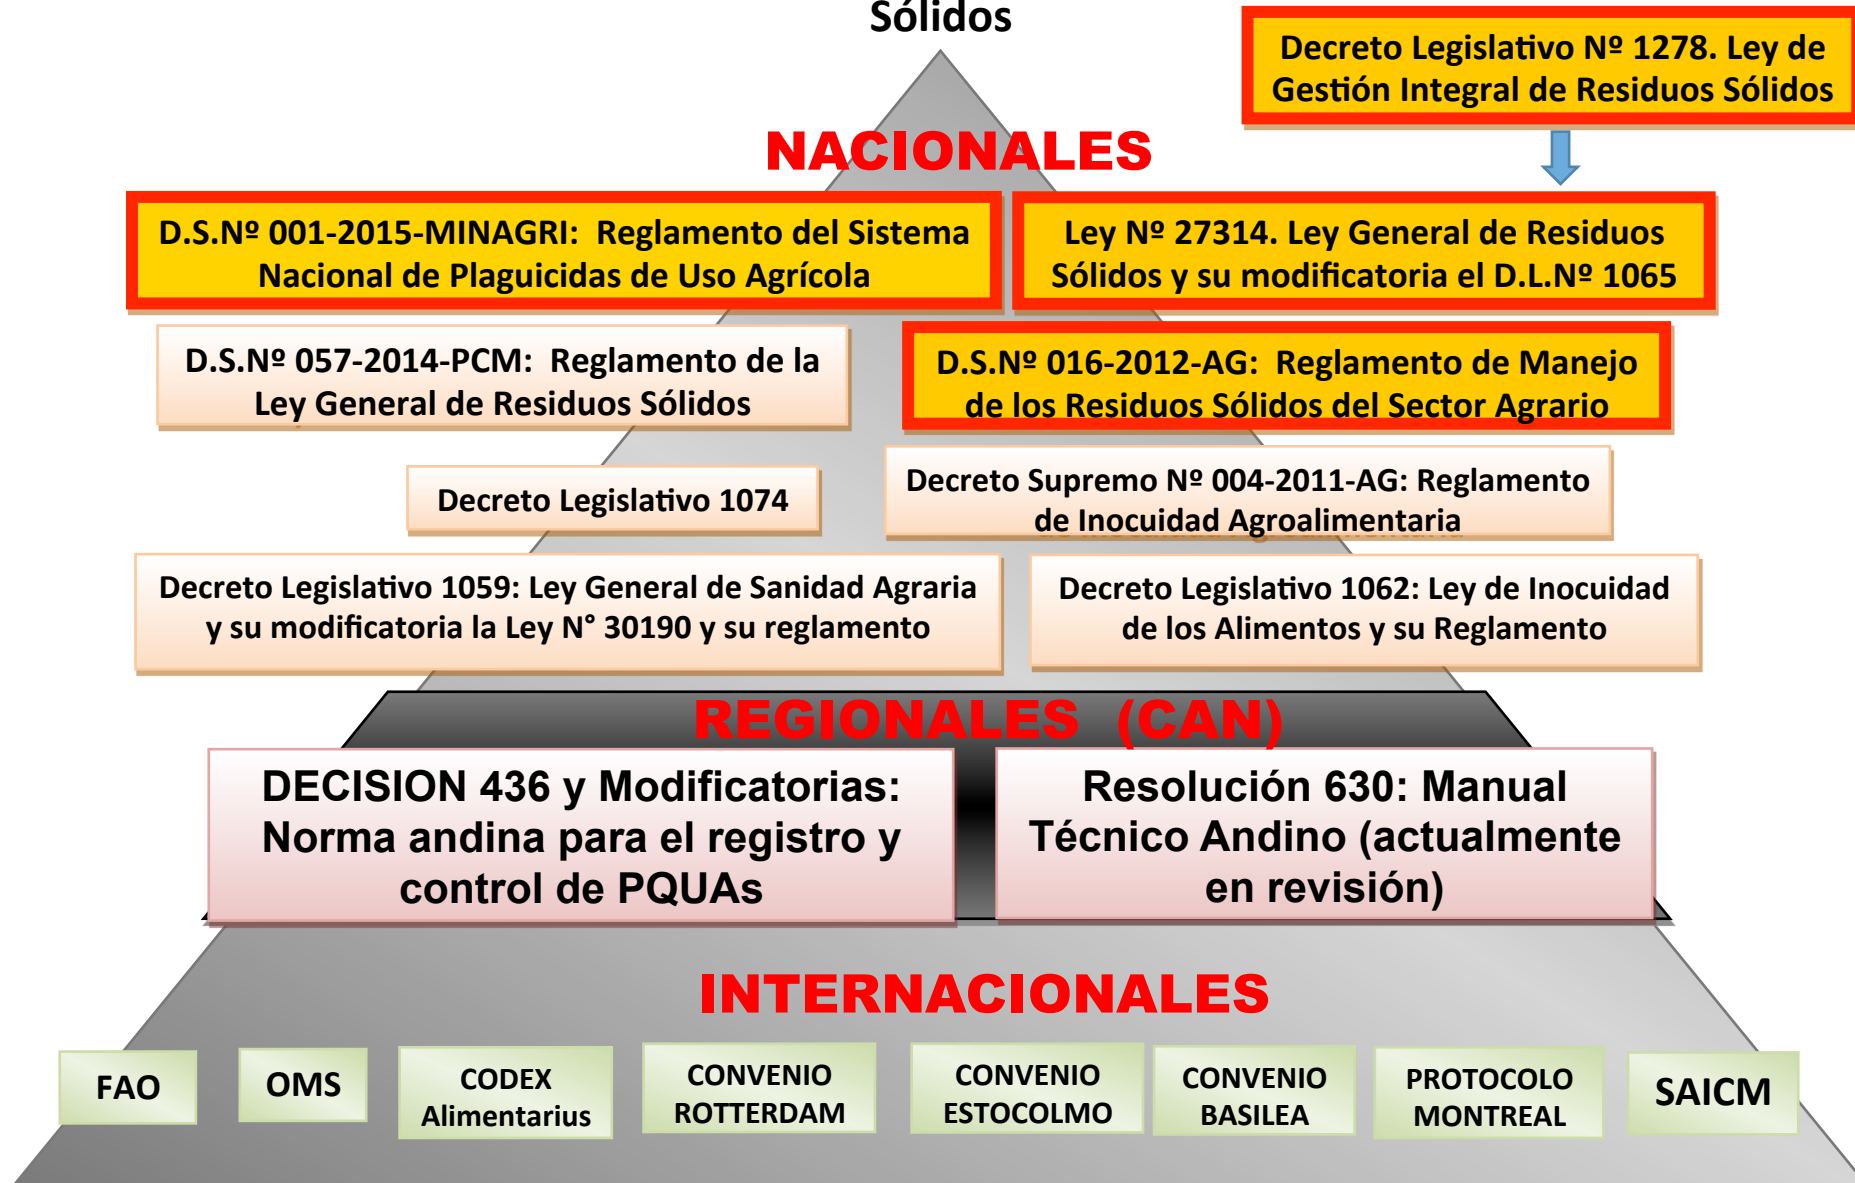 Sólidos
Decreto Legislativo Nº 1278. Ley de
Gestión Integral de Residuos Sólidos
NACIONALES
D.S.Nº 001-2015-MINAGRI: Reglamento del Sistema
Nacional de Plaguicidas de Uso Agrícola
Ley Nº 27314. Ley General de Residuos
Sólidos y su modificatoria el D.L.Nº 1065
D.S.Nº 057-2014-PCM: Reglamento de la
Ley General de Residuos Sólidos
D.S.Nº 016-2012-AG: Reglamento de Manejo
de los Residuos Sólidos del Sector Agrario
Decreto Legislativo 1074
Decreto Supremo Nº 004-2011-AG: Reglamento
de Inocuidad Agroalimentaria
Decreto Legislativo 1059: Ley General de Sanidad Agraria
y su modificatoria la Ley N° 30190 y su reglamento
Decreto Legislativo 1062: Ley de Inocuidad
de los Alimentos y su Reglamento
REGIONALES (CAN)
DECISION 436 y Modificatorias:
Norma andina para el registro y
control de PQUAs
Resolución 630: Manual
Técnico Andino (actualmente
en revisión)
INTERNACIONALES
FAO
OMS
CODEX
Alimentarius
CONVENIO
ROTTERDAM
CONVENIO
ESTOCOLMO
CONVENIO
BASILEA
PROTOCOLO
MONTREAL
SAICM